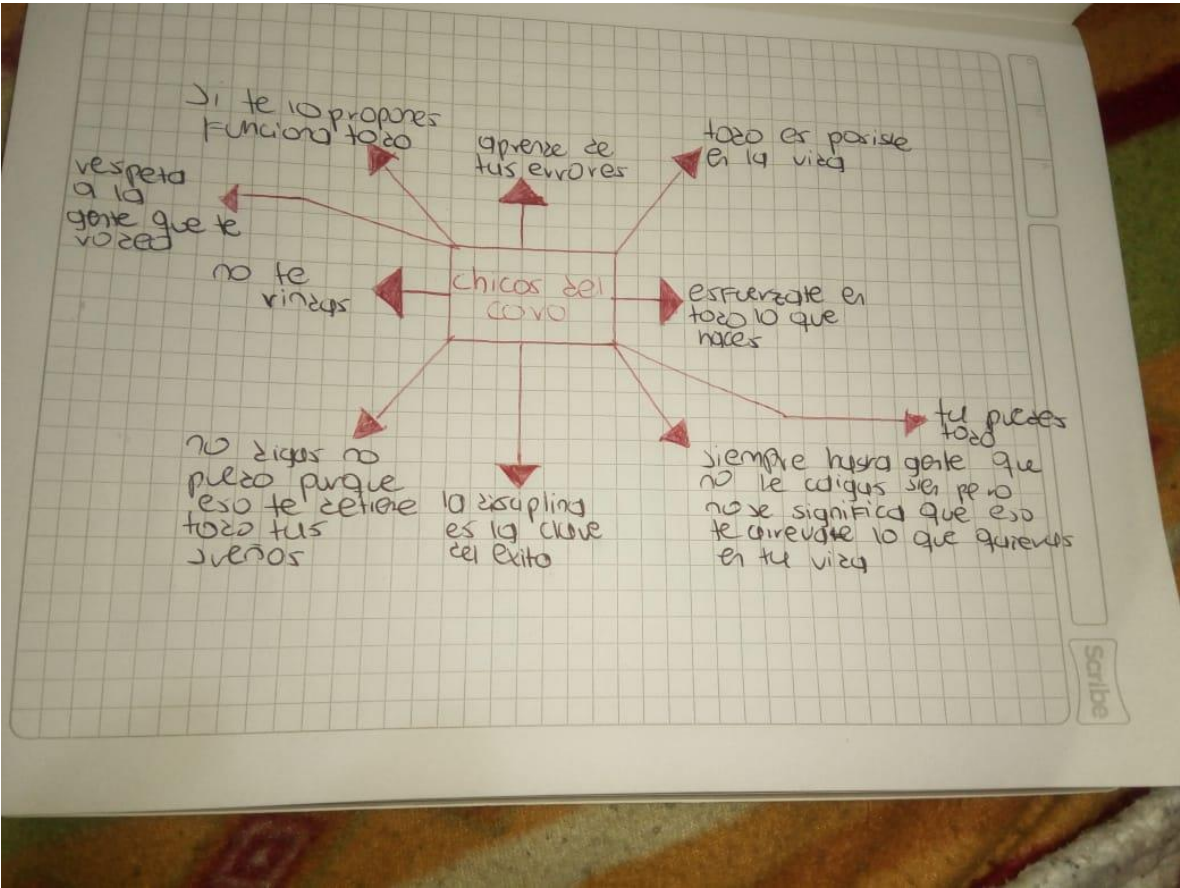 si te lo propones
funciona todo
aprende de
tus errores
todo es posible
en la vida
respeta
a la
gente que te
rodea
no te
rindas
chicos del
coro
esfuerzate en
todo lo que
haces
tu puedes
todo
no digas no
puedo porque
eso te detiene
todo tus
sueños
la disciplina
es la clave
del exito
siempre habra gente que
no le caigas bien pero
no se significa que eso
te lo que quieras
en tu vida
Scribe